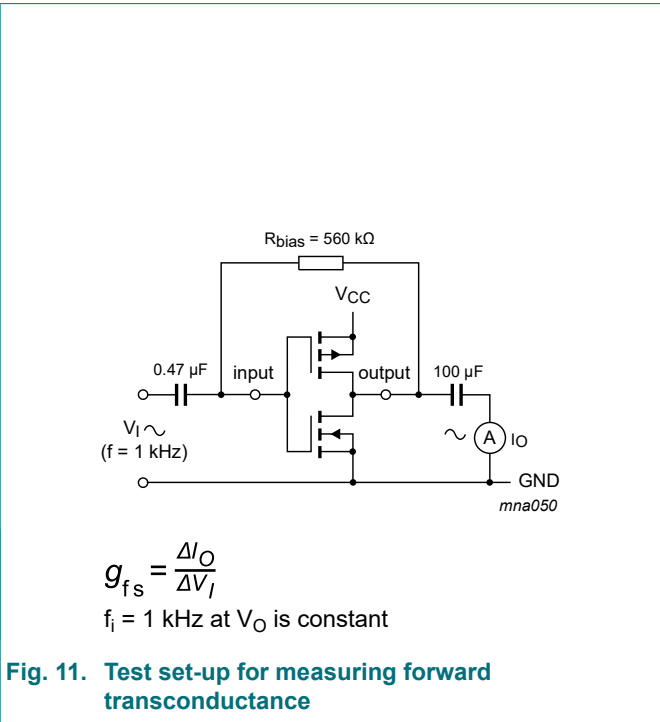 Rbias = 560 kΩ
VCC
0.47 µF
input
output
100 µF
VI
(f = 1 kHz)
A
IO
GND
mna050
gfs = ΔIO / ΔVI
fi = 1 kHz at VO is constant
Fig. 11. Test set-up for measuring forward
transconductance